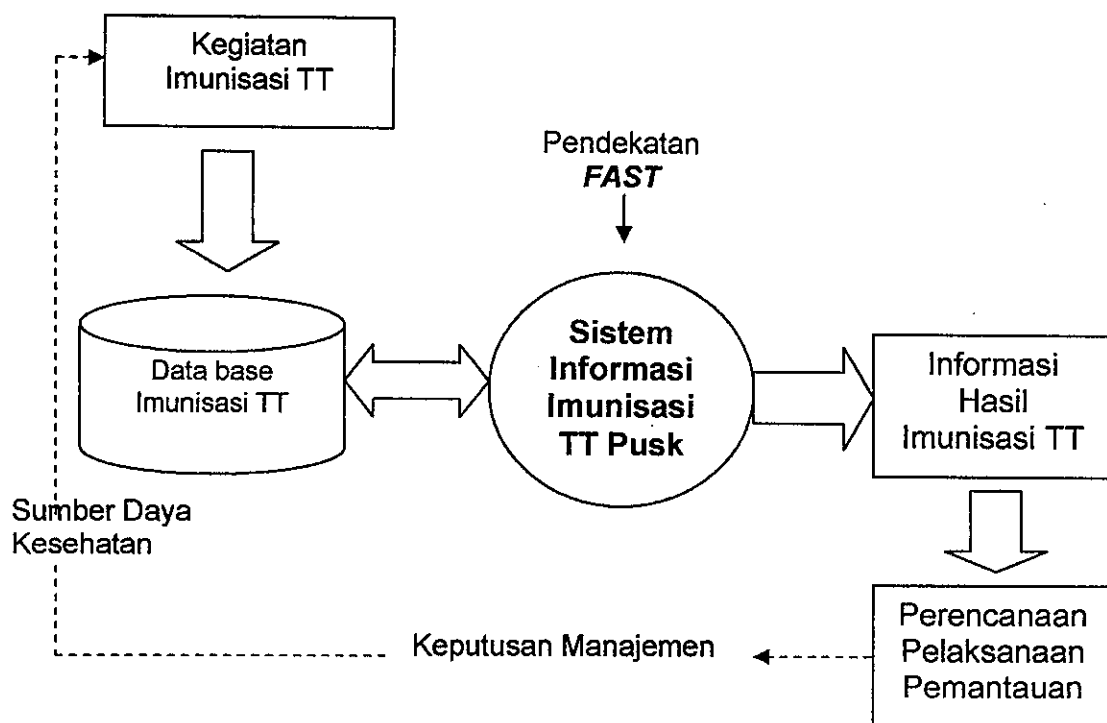 Kegiatan
Imunisasi TT
Pendekatan
FAST
Data base
Imunisasi TT
Sistem
Informasi
Imunisasi
TT Pusk
Informasi
Hasil
Imunisasi TT
Sumber Daya
Kesehatan
Keputusan Manajemen
Perencanaan
Pelaksanaan
Pemantauan